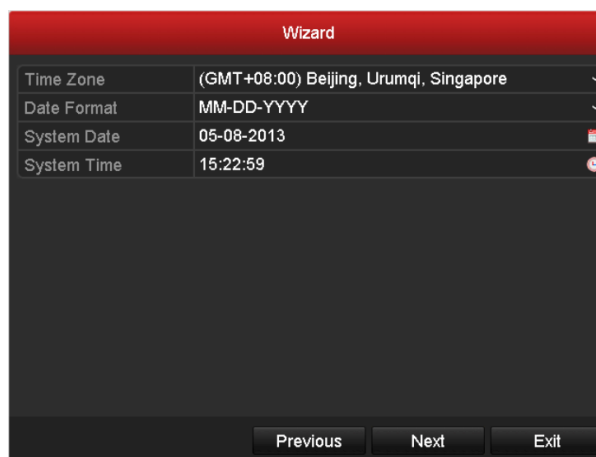 Wizard
Time Zone (GMT+08:00) Beijing, Urumqi, Singapore
Date Format MM-DD-YYYY
System Date 05-08-2013
System Time 15:22:59
Previous Next Exit